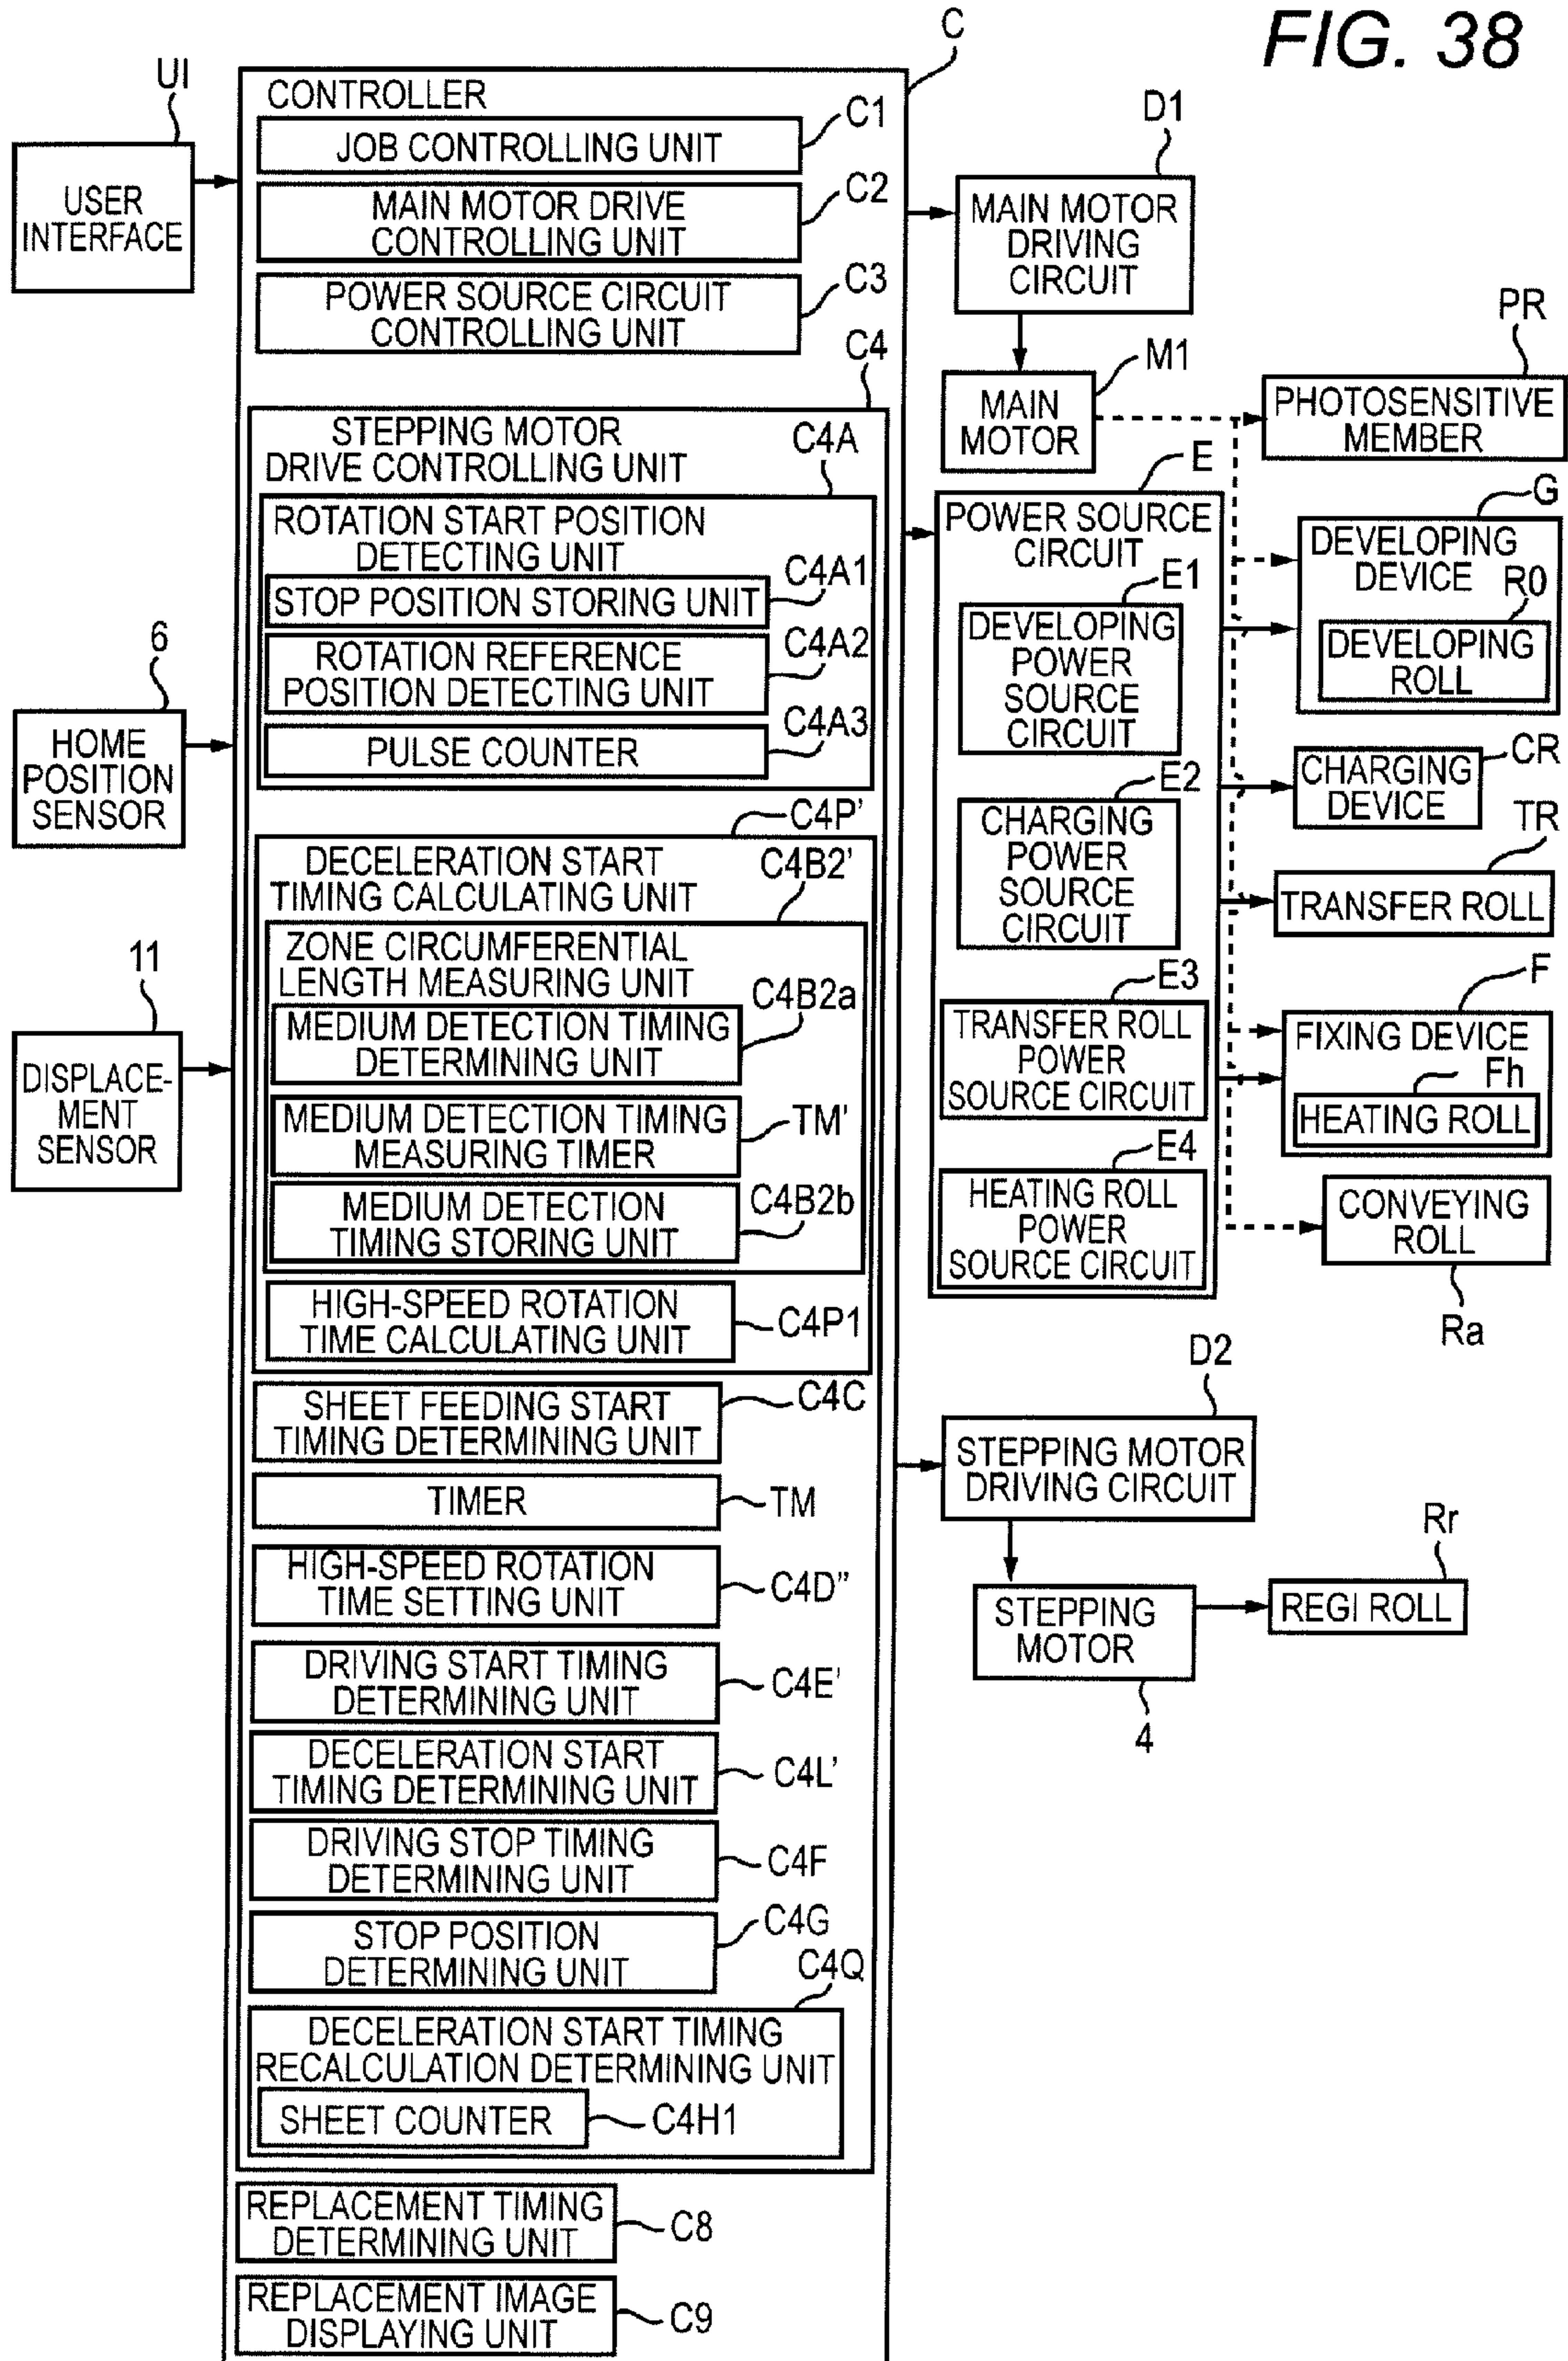 FIG. 38
C
UI
CONTROLLER
C1
JOB CONTROLLING UNIT
USER
INTERFACE
C2
MAIN MOTOR DRIVE
CONTROLLING UNIT
C3
POWER SOURCE CIRCUIT
CONTROLLING UNIT
C4
STEPPING MOTOR
DRIVE CONTROLLING UNIT
C4A
ROTATION START POSITION
DETECTING UNIT
C4A1
STOP POSITION STORING UNIT
C4A2
ROTATION REFERENCE
POSITION DETECTING UNIT
C4A3
PULSE COUNTER
6
HOME
POSITION
SENSOR
C4P'
DECELERATION START
TIMING CALCULATING UNIT
C4B2'
ZONE CIRCUMFERENTIAL
LENGTH MEASURING UNIT
C4B2a
MEDIUM DETECTION TIMING
DETERMINING UNIT
11
DISPLACE-
MENT
SENSOR
MEDIUM DETECTION TIMING
MEASURING TIMER
TM'
C4B2b
MEDIUM DETECTION
TIMING STORING UNIT
HIGH-SPEED ROTATION
TIME CALCULATING UNIT
C4P1
SHEET FEEDING START
TIMING DETERMINING UNIT
C4C
TIMER
TM
HIGH-SPEED ROTATION
TIME SETTING UNIT
C4D"
DRIVING START TIMING
DETERMINING UNIT
C4E'
DECELERATION START
TIMING DETERMINING UNIT
C4L'
DRIVING STOP TIMING
DETERMINING UNIT
C4F
STOP POSITION
DETERMINING UNIT
C4G
C4Q
DECELERATION START TIMING
RECALCULATION DETERMINING UNIT
SHEET COUNTER
C4H1
REPLACEMENT TIMING
DETERMINING UNIT
C8
REPLACEMENT IMAGE
DISPLAYING UNIT
C9
D1
MAIN MOTOR
DRIVING
CIRCUIT
M1
MAIN
MOTOR
PR
PHOTOSENSITIVE
MEMBER
E
POWER SOURCE
CIRCUIT
E1
DEVELOPING
POWER
SOURCE
CIRCUIT
E2
CHARGING
POWER
SOURCE
CIRCUIT
E3
TRANSFER ROLL
POWER
SOURCE CIRCUIT
E4
HEATING ROLL
POWER
SOURCE CIRCUIT
G
DEVELOPING
DEVICE
R0
DEVELOPING
ROLL
CR
CHARGING
DEVICE
TR
TRANSFER ROLL
F
FIXING DEVICE
Fh
HEATING ROLL
CONVEYING
ROLL
Ra
D2
STEPPING MOTOR
DRIVING CIRCUIT
STEPPING
MOTOR
4
Rr
REGI ROLL